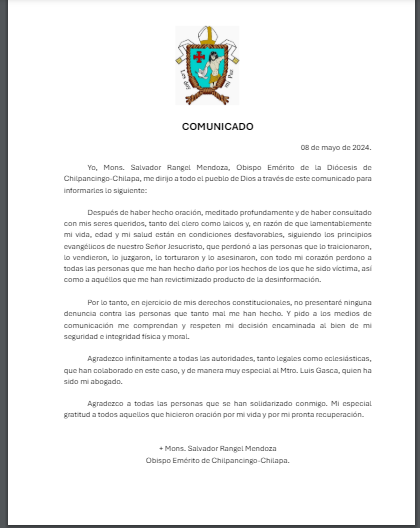 Les doy mi Paz
COMUNICADO
08 de mayo de 2024.
Yo, Mons. Salvador Rangel Mendoza, Obispo Emérito de la Diócesis de
Chilpancingo-Chilapa, me dirijo a todo el pueblo de Dios a través de este comunicado para
informarles lo siguiente:
Después de haber hecho oración, meditado profundamente y de haber consultado
con mis seres queridos, tanto del clero como laicos y, en razón de que lamentablemente
mi vida, edad y mi salud están en condiciones desfavorables, siguiendo los principios
evangélicos de nuestro Señor Jesucristo, que perdonó a las personas que lo traicionaron,
lo vendieron, lo juzgaron, lo torturaron y lo asesinaron, con todo mi corazón perdono a
todas las personas que me han hecho daño por los hechos de los que he sido víctima, así
como a aquéllos que me han revictimizado producto de la desinformación.
Por lo tanto, en ejercicio de mis derechos constitucionales, no presentaré ninguna
denuncia contra las personas que tanto mal me han hecho. Y pido a los medios de
comunicación me comprendan y respeten mi decisión encaminada al bien de mi
seguridad e integridad física y moral.
Agradezco infinitamente a todas las autoridades, tanto legales como eclesiásticas,
que han colaborado en este caso, y de manera muy especial al Mtro. Luis Gasca, quien ha
sido mi abogado.
Agradezco a todas las personas que se han solidarizado conmigo. Mi especial
gratitud a todos aquellos que hicieron oración por mi vida y por mi pronta recuperación.
+ Mons. Salvador Rangel Mendoza
Obispo Emérito de Chilpancingo-Chilapa.